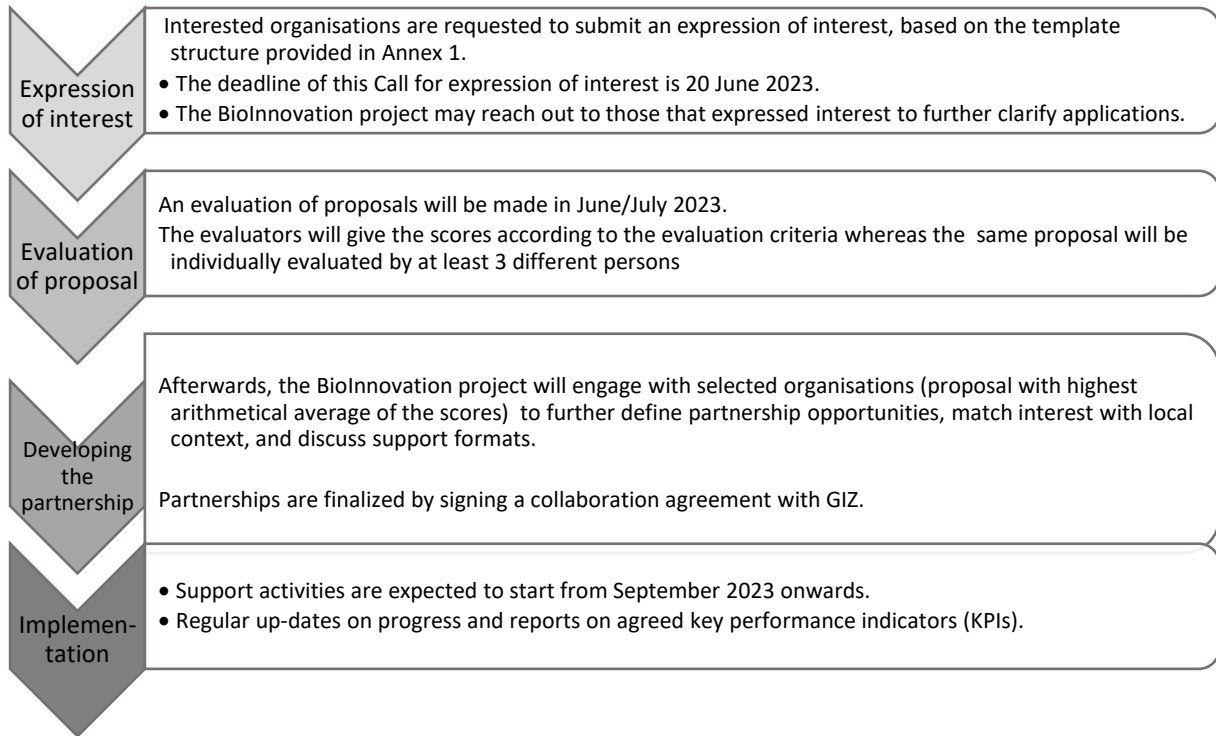 Expression
of interest
Interested organisations are requested to submit an expression of interest, based on the template
structure provided in Annex 1.
• The deadline of this Call for expression of interest is 20 June 2023.
• The BioInnovation project may reach out to those that expressed interest to further clarify applications.
Evaluation
of proposal
An evaluation of proposals will be made in June/July 2023.
The evaluators will give the scores according to the evaluation criteria whereas the same proposal will be
individually evaluated by at least 3 different persons
Developing
the
partnership
Afterwards, the BioInnovation project will engage with selected organisations (proposal with highest
arithmetical average of the scores) to further define partnership opportunities, match interest with local
context, and discuss support formats.
Partnerships are finalized by signing a collaboration agreement with GIZ.
Implemen-
tation
• Support activities are expected to start from September 2023 onwards.
• Regular up-dates on progress and reports on agreed key performance indicators (KPIs).